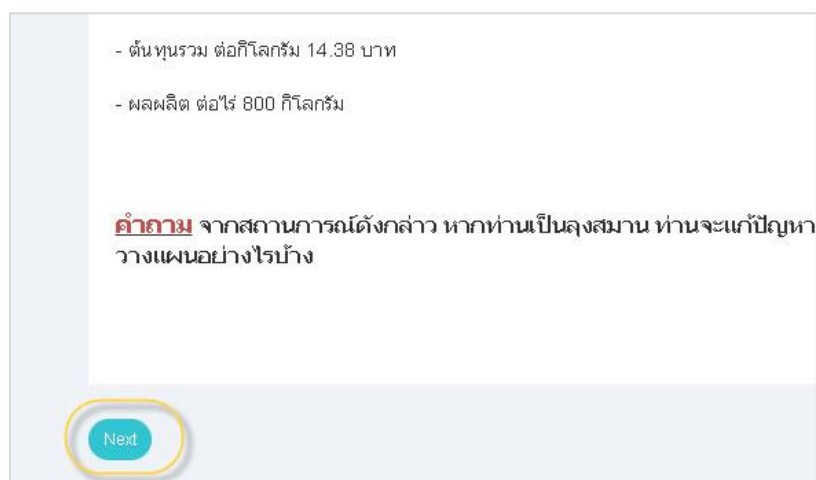 - ต้นทุนรวม ต่อกิโลกรัม 14.38 บาท
- ผลผลิต ต่อไร่ 800 กิโลกรัม
คำถาม จากสถานการณ์ดังกล่าว หากท่านเป็นลุงสมาน ท่านจะแก้ปัญหา
วางแผนอย่างไรบ้าง
Next